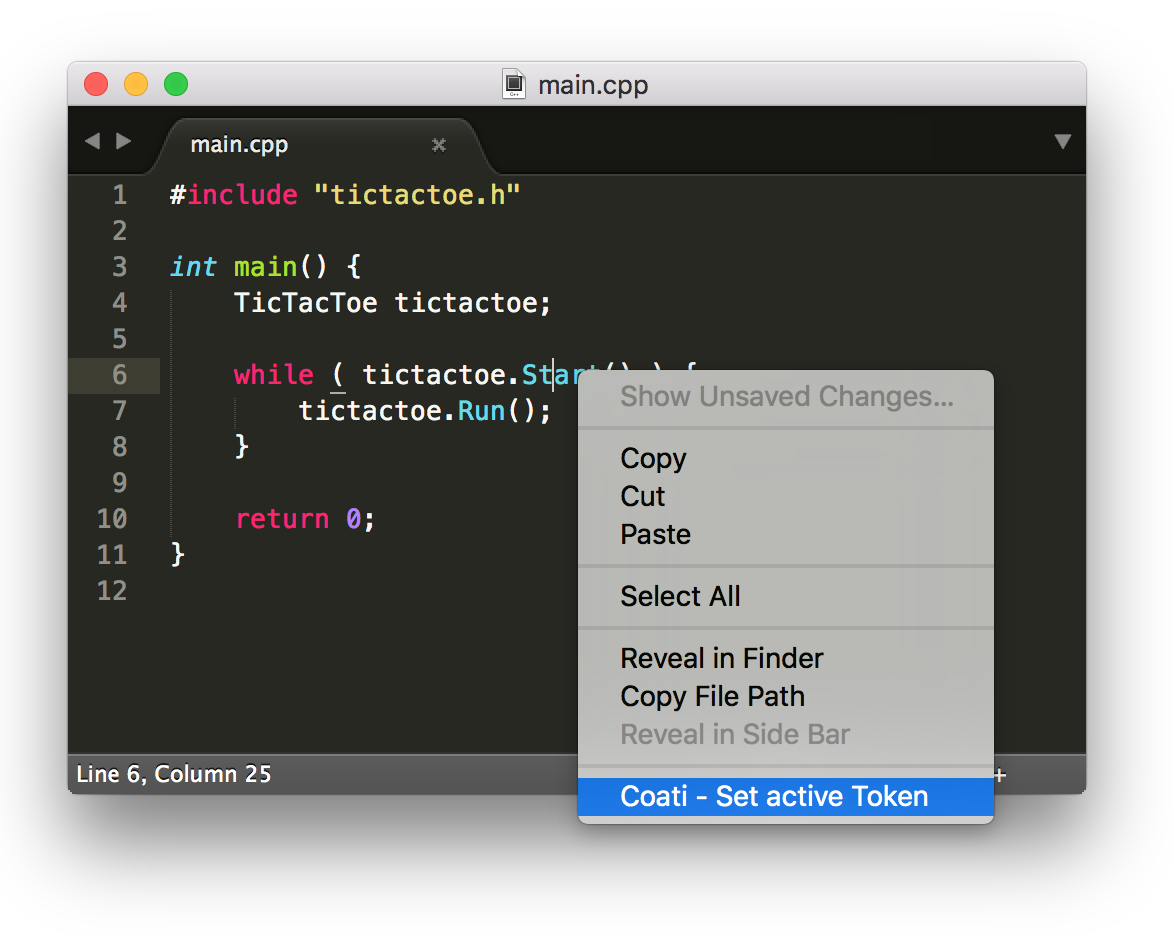 main.cpp
main.cpp
1 #include "tictactoe.h"
2
3 int main() {
4 TicTacToe tictactoe;
5
6 while ( tictactoe.Start() ) {
7 tictactoe.Run();
8 }
9
10 return 0;
11 }
12
Show Unsaved Changes...
Copy
Cut
Paste
Select All
Reveal in Finder
Copy File Path
Reveal in Side Bar
Coati - Set active Token
Line 6, Column 25